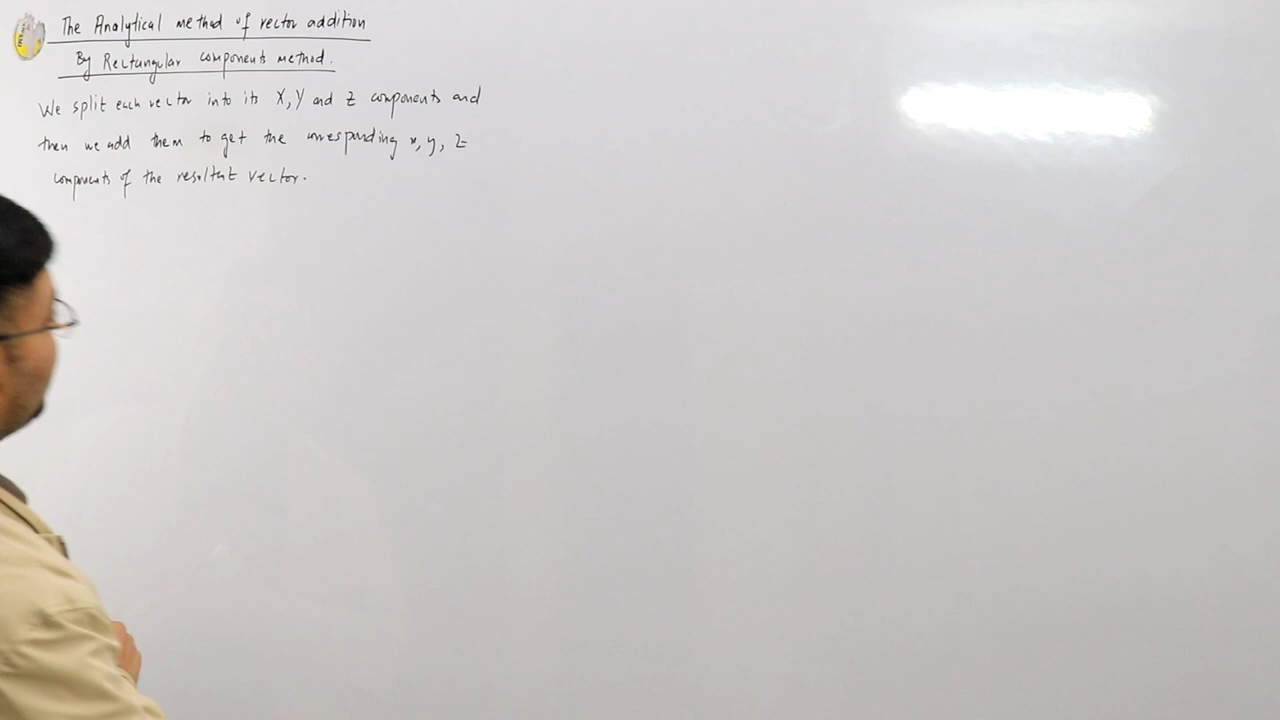 The Analytical method of vector addition
By Rectangular components method.
We split each vector into its X, Y and Z components and
then we add them to get the corresponding x, y, z
components of the resultant vector.